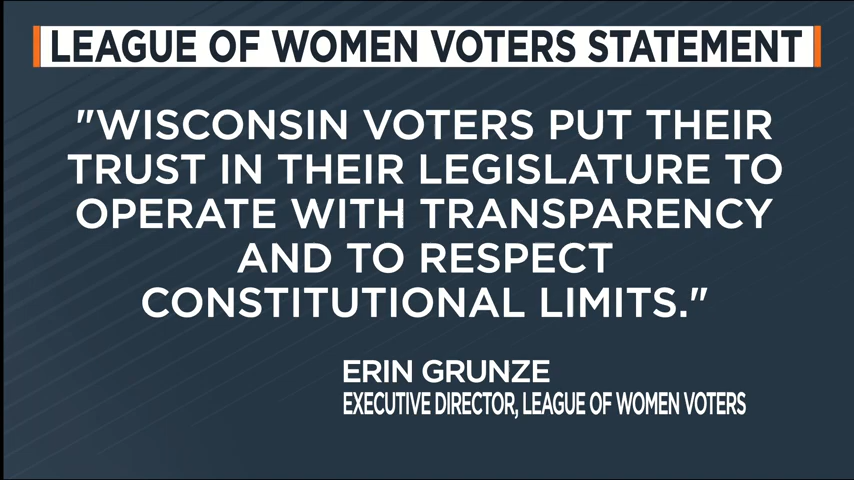 LEAGUE OF WOMEN VOTERS STATEMENT
"WISCONSIN VOTERS PUT THEIR
TRUST IN THEIR LEGISLATURE TO
OPERATE WITH TRANSPARENCY
AND TO RESPECT
CONSTITUTIONAL LIMITS."
ERIN GRUNZE
EXECUTIVE DIRECTOR, LEAGUE OF WOMEN VOTERS